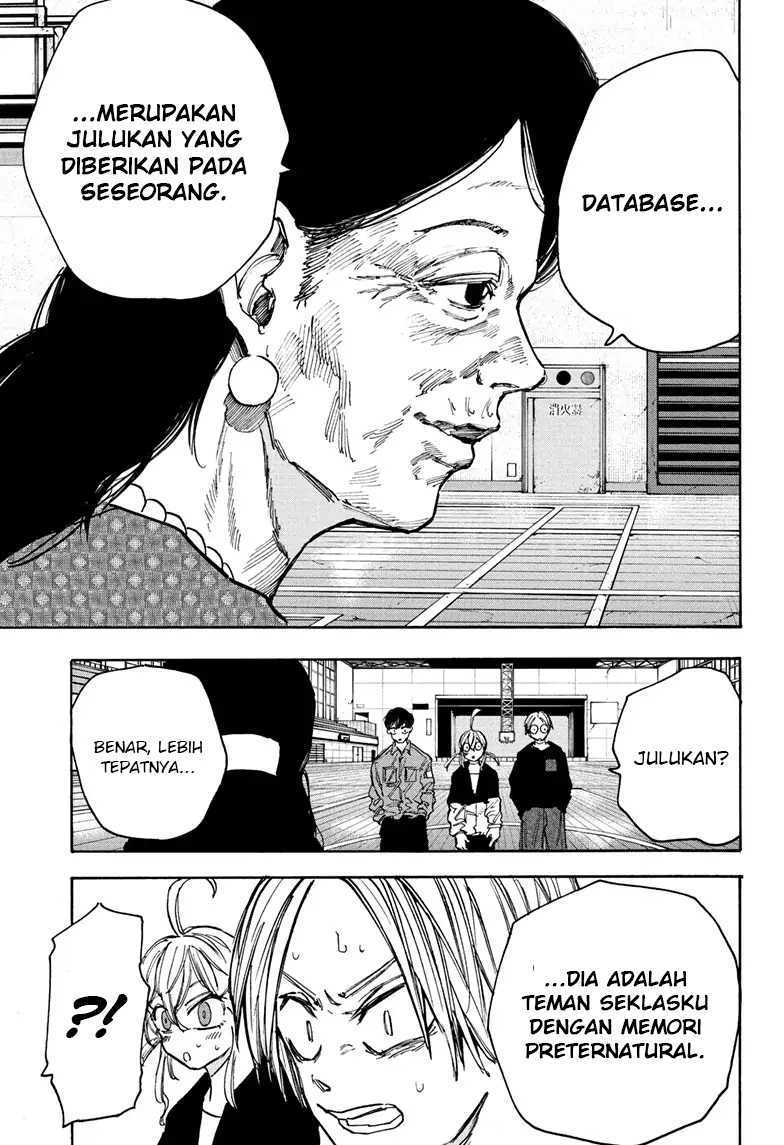 DATABASE...
...MERUPAKAN
JULUKAN YANG
DIBERIKAN PADA
SESEORANG.
消火器
JULUKAN?
BENAR, LEBIH
TEPATNYA...
...DIA ADALAH
TEMAN SEKLASKU
DENGAN MEMORI
PRETERNATURAL.
?!